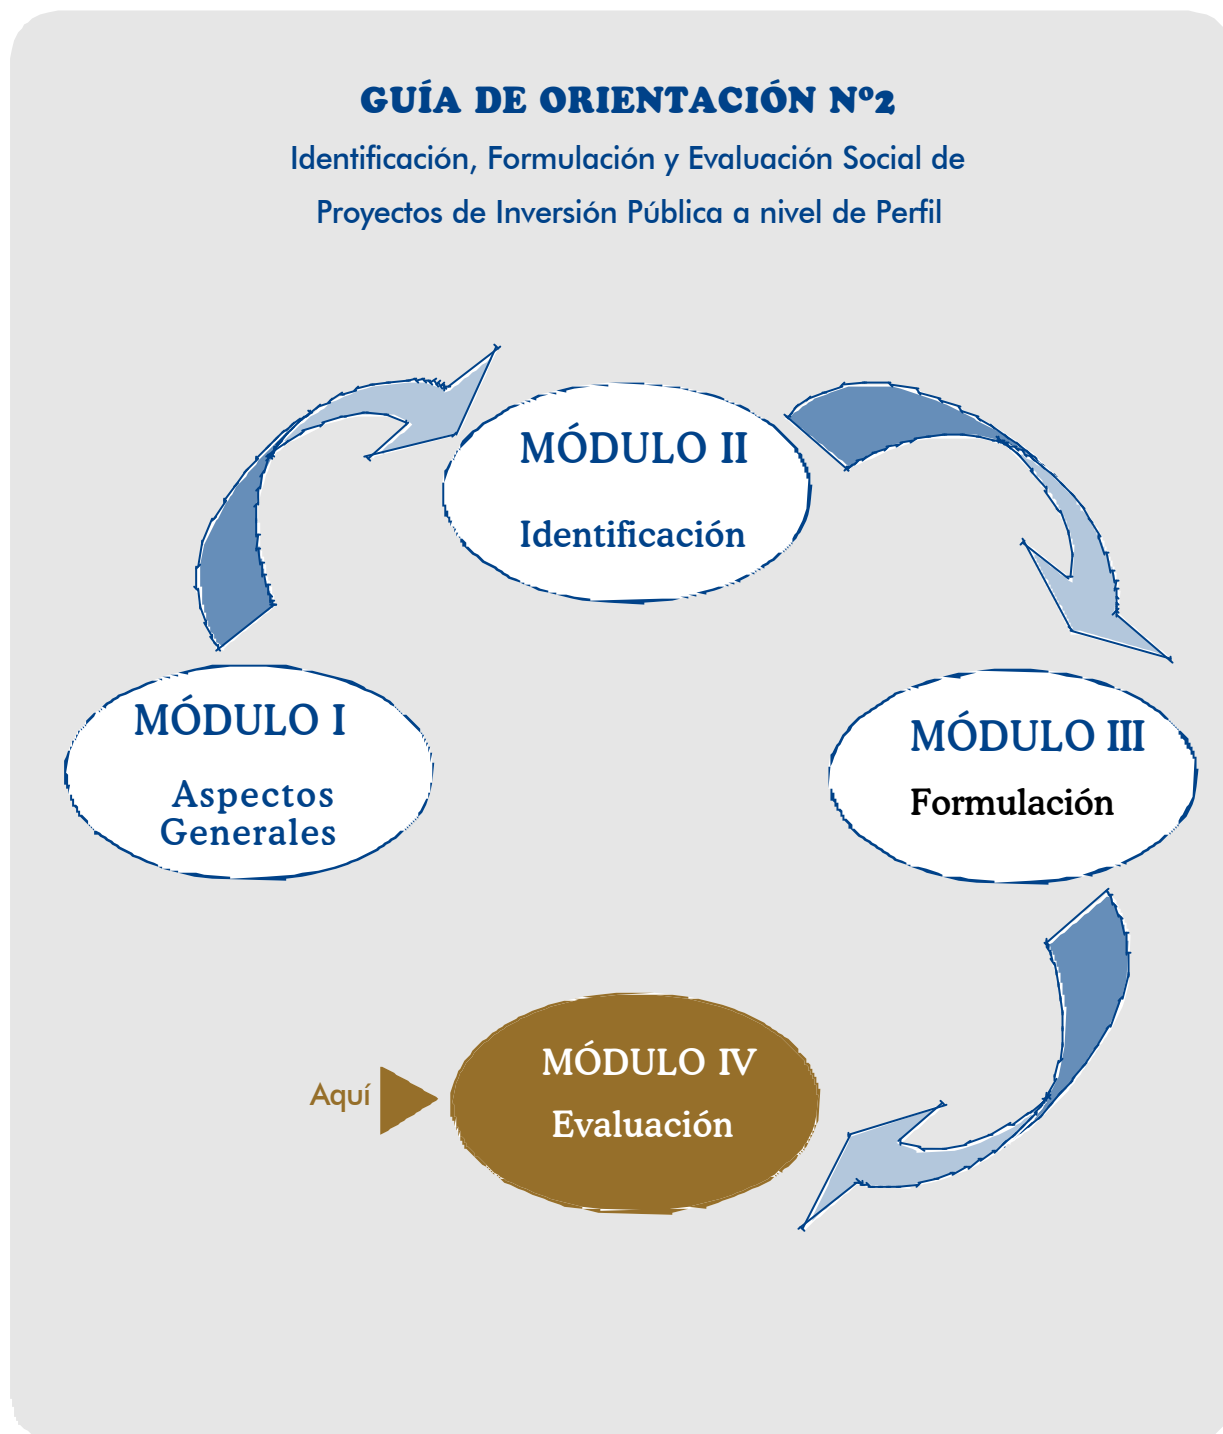 GUÍA DE ORIENTACIÓN Nº2
Identificación, Formulación y Evaluación Social de
Proyectos de Inversión Pública a nivel de Perfil
MÓDULO II
Identificación
MÓDULO I
Aspectos
Generales
MÓDULO III
Formulación
MÓDULO IV
Evaluación
Aquí